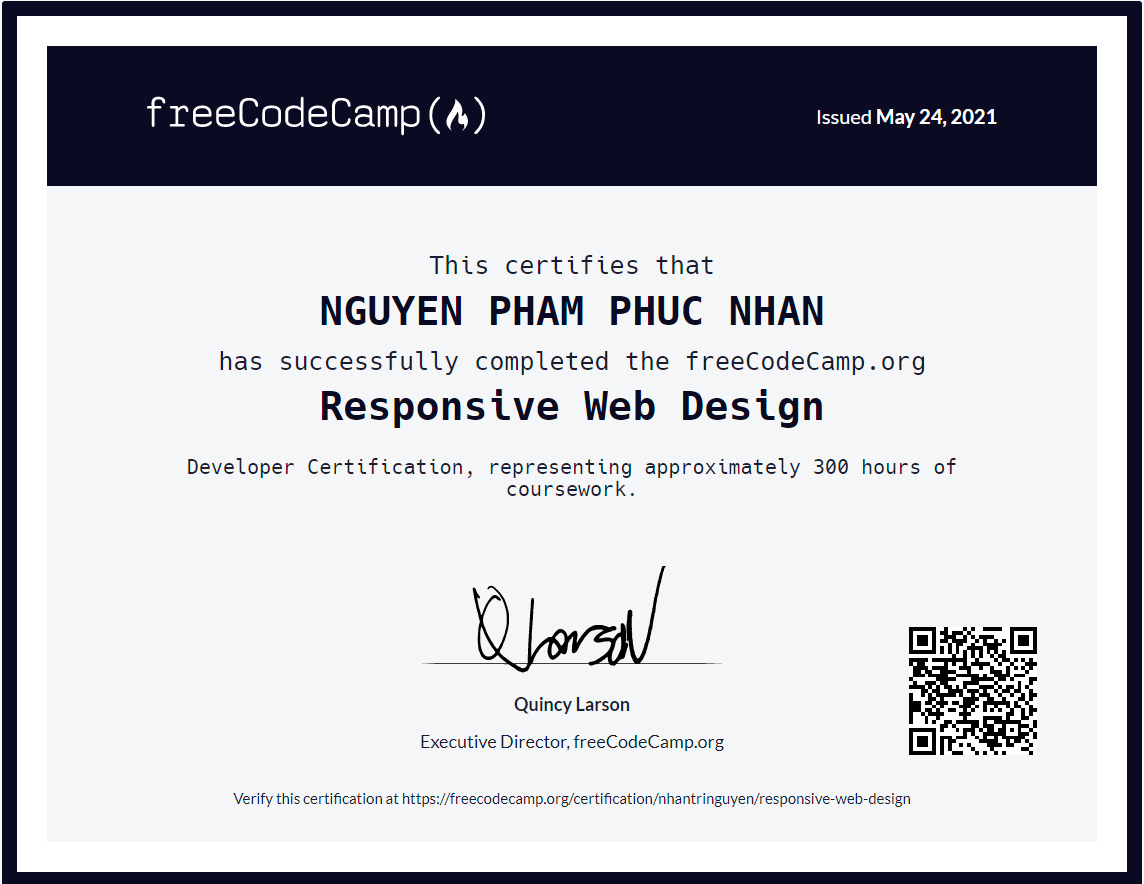 freeCodeCamp(🔥)
Issued May 24, 2021
This certifies that
NGUYEN PHAM PHUC NHAN
has successfully completed the freeCodeCamp.org
Responsive Web Design
Developer Certification, representing approximately 300 hours of
coursework.
Q Larson
Quincy Larson
Executive Director, freeCodeCamp.org
Verify this certification at https://freecodecamp.org/certification/nhantringuyen/responsive-web-design